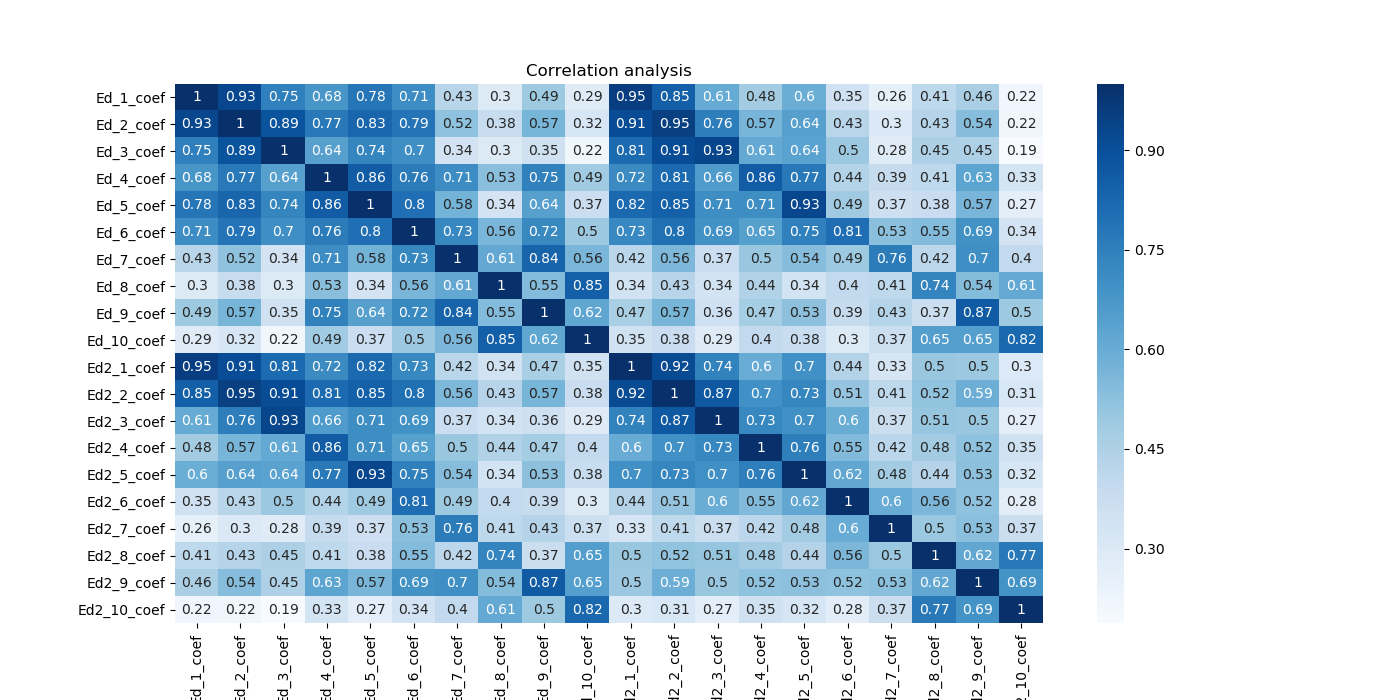 Correlation analysis
Ed_1_coef 1 0.93 0.75 0.68 0.78 0.71 0.43 0.3 0.49 0.29 0.95 0.85 0.61 0.48 0.6 0.35 0.26 0.41 0.46 0.22
Ed_2_coef 0.93 1 0.89 0.77 0.83 0.79 0.52 0.38 0.57 0.32 0.91 0.95 0.76 0.57 0.64 0.43 0.3 0.43 0.54 0.22
Ed_3_coef 0.75 0.89 1 0.64 0.74 0.7 0.34 0.3 0.35 0.22 0.81 0.91 0.93 0.61 0.64 0.5 0.28 0.45 0.45 0.19
Ed_4_coef 0.68 0.77 0.64 1 0.86 0.76 0.71 0.53 0.75 0.49 0.72 0.81 0.66 0.86 0.77 0.44 0.39 0.41 0.63 0.33
Ed_5_coef 0.78 0.83 0.74 0.86 1 0.8 0.58 0.34 0.64 0.37 0.82 0.85 0.71 0.71 0.93 0.49 0.37 0.38 0.57 0.27
Ed_6_coef 0.71 0.79 0.7 0.76 0.8 1 0.73 0.56 0.72 0.5 0.73 0.8 0.69 0.65 0.75 0.81 0.53 0.55 0.69 0.34
Ed_7_coef 0.43 0.52 0.34 0.71 0.58 0.73 1 0.61 0.84 0.56 0.42 0.56 0.37 0.5 0.54 0.49 0.76 0.42 0.7 0.4
Ed_8_coef 0.3 0.38 0.3 0.53 0.34 0.56 0.61 1 0.55 0.85 0.34 0.43 0.34 0.44 0.34 0.4 0.41 0.74 0.54 0.61
Ed_9_coef 0.49 0.57 0.35 0.75 0.64 0.72 0.84 0.55 1 0.62 0.47 0.57 0.36 0.47 0.53 0.39 0.43 0.37 0.87 0.5
Ed_10_coef 0.29 0.32 0.22 0.49 0.37 0.5 0.56 0.85 0.62 1 0.35 0.38 0.29 0.4 0.38 0.3 0.37 0.65 0.65 0.82
Ed2_1_coef 0.95 0.91 0.81 0.72 0.82 0.73 0.42 0.34 0.47 0.35 1 0.92 0.74 0.6 0.7 0.44 0.33 0.5 0.5 0.3
Ed2_2_coef 0.85 0.95 0.91 0.81 0.85 0.8 0.56 0.43 0.57 0.38 0.92 1 0.87 0.7 0.73 0.51 0.41 0.52 0.59 0.31
Ed2_3_coef 0.61 0.76 0.93 0.66 0.71 0.69 0.37 0.34 0.36 0.29 0.74 0.87 1 0.73 0.7 0.6 0.37 0.51 0.5 0.27
Ed2_4_coef 0.48 0.57 0.61 0.86 0.71 0.65 0.5 0.44 0.47 0.4 0.6 0.7 0.73 1 0.76 0.55 0.42 0.48 0.52 0.35
Ed2_5_coef 0.6 0.64 0.64 0.77 0.93 0.75 0.54 0.34 0.53 0.38 0.7 0.73 0.7 0.76 1 0.62 0.48 0.44 0.53 0.32
Ed2_6_coef 0.35 0.43 0.5 0.44 0.49 0.81 0.49 0.4 0.39 0.3 0.44 0.51 0.6 0.55 0.62 1 0.6 0.56 0.52 0.28
Ed2_7_coef 0.26 0.3 0.28 0.39 0.37 0.53 0.76 0.41 0.43 0.37 0.33 0.41 0.37 0.42 0.48 0.6 1 0.5 0.53 0.37
Ed2_8_coef 0.41 0.43 0.45 0.41 0.38 0.55 0.42 0.74 0.37 0.65 0.5 0.52 0.51 0.48 0.44 0.56 0.5 1 0.62 0.77
Ed2_9_coef 0.46 0.54 0.45 0.63 0.57 0.69 0.7 0.54 0.87 0.65 0.5 0.59 0.5 0.52 0.53 0.52 0.53 0.62 1 0.69
Ed2_10_coef 0.22 0.22 0.19 0.33 0.27 0.34 0.4 0.61 0.5 0.82 0.3 0.31 0.27 0.35 0.32 0.28 0.37 0.77 0.69 1
0.90
0.75
0.60
0.45
0.30